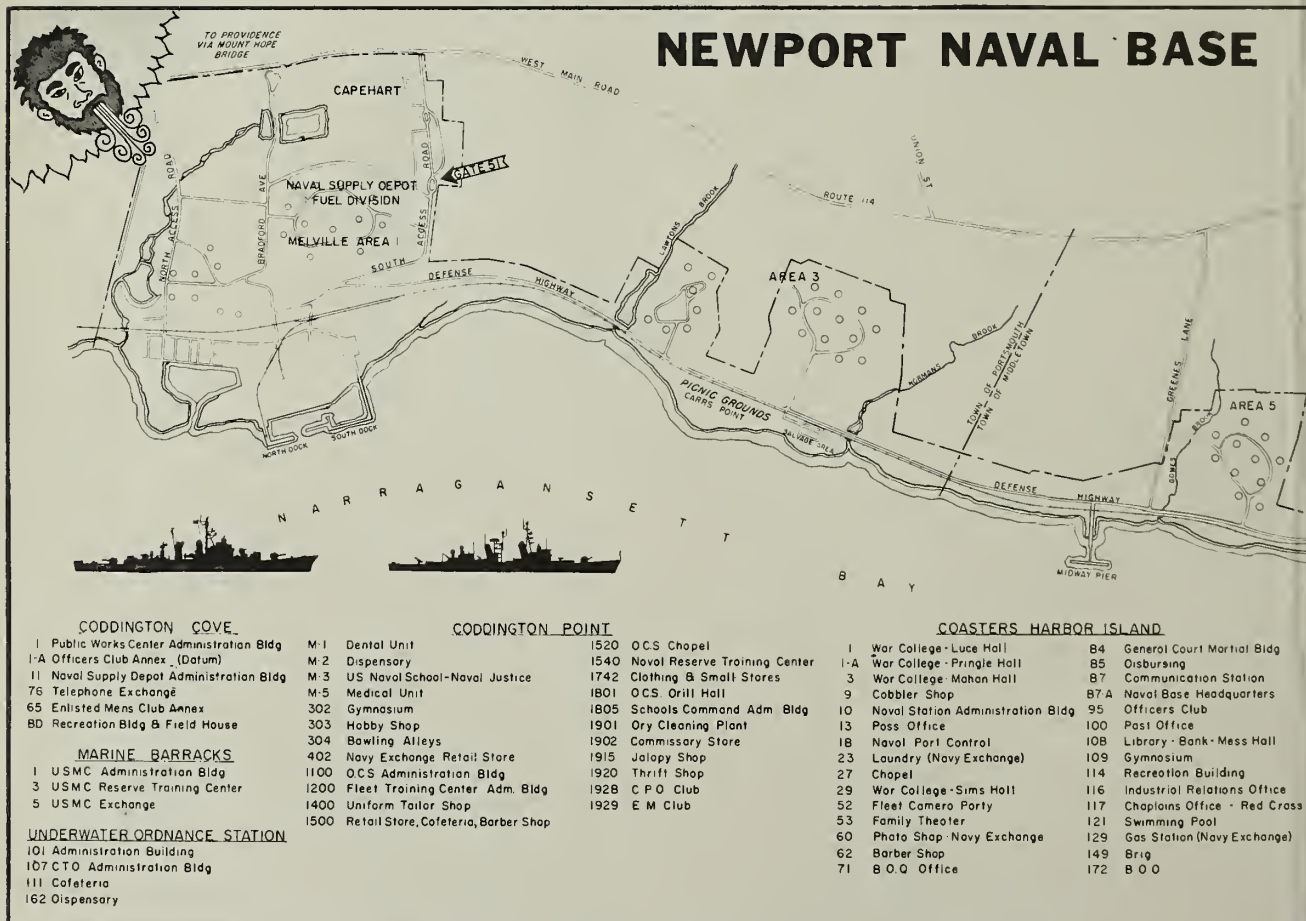 NEWPORT NAVAL BASE
TO PROVIDENCE
VIA MOUNT HOPE
BRIDGE
WEST MAIN ROAD
CAPEHART
GATE 51
NORTH ACCESS ROAD
BRADFORD AVE
NAVAL SUPPLY DEPOT
FUEL DIVISION
MELVILLE AREA 1
SOUTH ACCESS ROAD
DEFENSE HIGHWAY
LAWTONS BROOK
UNION ST
ROUTE 114
AREA 3
NORMANS BROOK
TOWN OF PORTSMOUTH
TOWN OF MIDDLETOWN
GREENES LANE
AREA 5
PICNIC GROUNDS
CARRS POINT
SALVAGE AREA
NORTH DOCK
SOUTH DOCK
DEFENSE HIGHWAY
MIDWAY PIER
NARRAGANSETT BAY
CODDINGTON COVE
1 Public Works Center Administration Bldg
1-A Officers Club Annex (Datum)
11 Naval Supply Depot Administration Bldg
76 Telephone Exchange
65 Enlisted Mens Club Annex
BD Recreation Bldg & Field House
MARINE BARRACKS
1 USMC Administration Bldg
3 USMC Reserve Training Center
5 USMC Exchange
UNDERWATER ORDNANCE STATION
101 Administration Building
107 CTO Administration Bldg
111 Cafeteria
162 Dispensary
CODDINGTON POINT
M-1 Dental Unit
M-2 Dispensary
M-3 US Naval School-Naval Justice
M-5 Medical Unit
302 Gymnasium
303 Hobby Shop
304 Bowling Alleys
402 Navy Exchange Retail Store
1100 O.C.S Administration Bldg
1200 Fleet Training Center Adm. Bldg
1400 Uniform Tailor Shop
1500 Retail Store, Cafeteria, Barber Shop
1520 O.C.S Chapel
1540 Naval Reserve Training Center
1742 Clothing & Small Stores
1801 O.C.S. Drill Hall
1805 Schools Command Adm Bldg
1901 Dry Cleaning Plant
1902 Commissary Store
1915 Jalopy Shop
1920 Thrift Shop
1928 C P O Club
1929 E M Club
COASTERS HARBOR ISLAND
1 War College - Luce Hall
1-A War College - Pringle Hall
3 War College - Mahan Hall
9 Cobbler Shop
10 Naval Station Administration Bldg
13 Pass Office
18 Naval Port Control
23 Laundry (Navy Exchange)
27 Chapel
29 War College - Sims Hall
52 Fleet Camera Party
53 Family Theater
60 Photo Shop - Navy Exchange
62 Barber Shop
71 B.O.Q Office
84 General Court Martial Bldg
85 Disbursing
87 Communication Station
87-A Naval Base Headquarters
95 Officers Club
100 Post Office
108 Library - Bank - Mess Hall
109 Gymnasium
114 Recreation Building
116 Industrial Relations Office
117 Chaplains Office - Red Cross
121 Swimming Pool
129 Gas Station (Navy Exchange)
149 Brig
172 B O Q